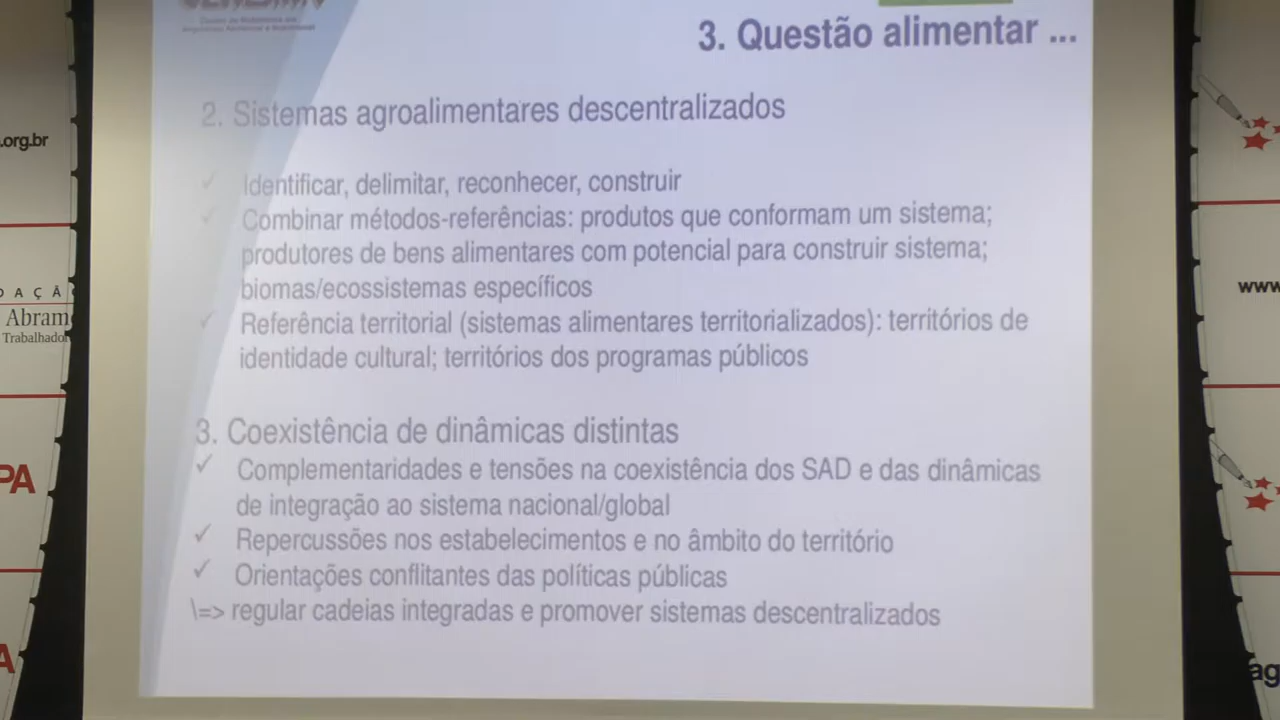 3. Questão alimentar ...
2. Sistemas agroalimentares descentralizados
✓ Identificar, delimitar, reconhecer, construir
✓ Combinar métodos-referências: produtos que conformam um sistema;
produtores de bens alimentares com potencial para construir sistema;
biomas/ecossistemas específicos
✓ Referência territorial (sistemas alimentares territorializados): territórios de
identidade cultural; territórios dos programas públicos
3. Coexistência de dinâmicas distintas
✓ Complementaridades e tensões na coexistência dos SAD e das dinâmicas
de integração ao sistema nacional/global
✓ Repercussões nos estabelecimentos e no âmbito do território
✓ Orientações conflitantes das políticas públicas
\=> regular cadeias integradas e promover sistemas descentralizados
.org.br
D A Ç Ã
Abram
Trabalhador
PA
A
www
ag